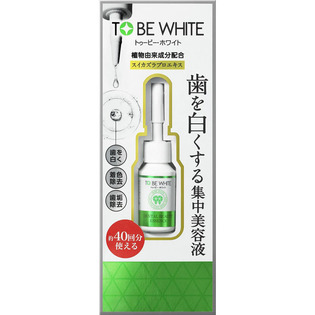 TO BE WHITE
トゥービーホワイト
植物由来成分配合
スイカズラプロエキス
歯を白くする集中美容液
歯を
白く
着色
除去
歯垢
除去
約40回分
使える
TO BE WHITE